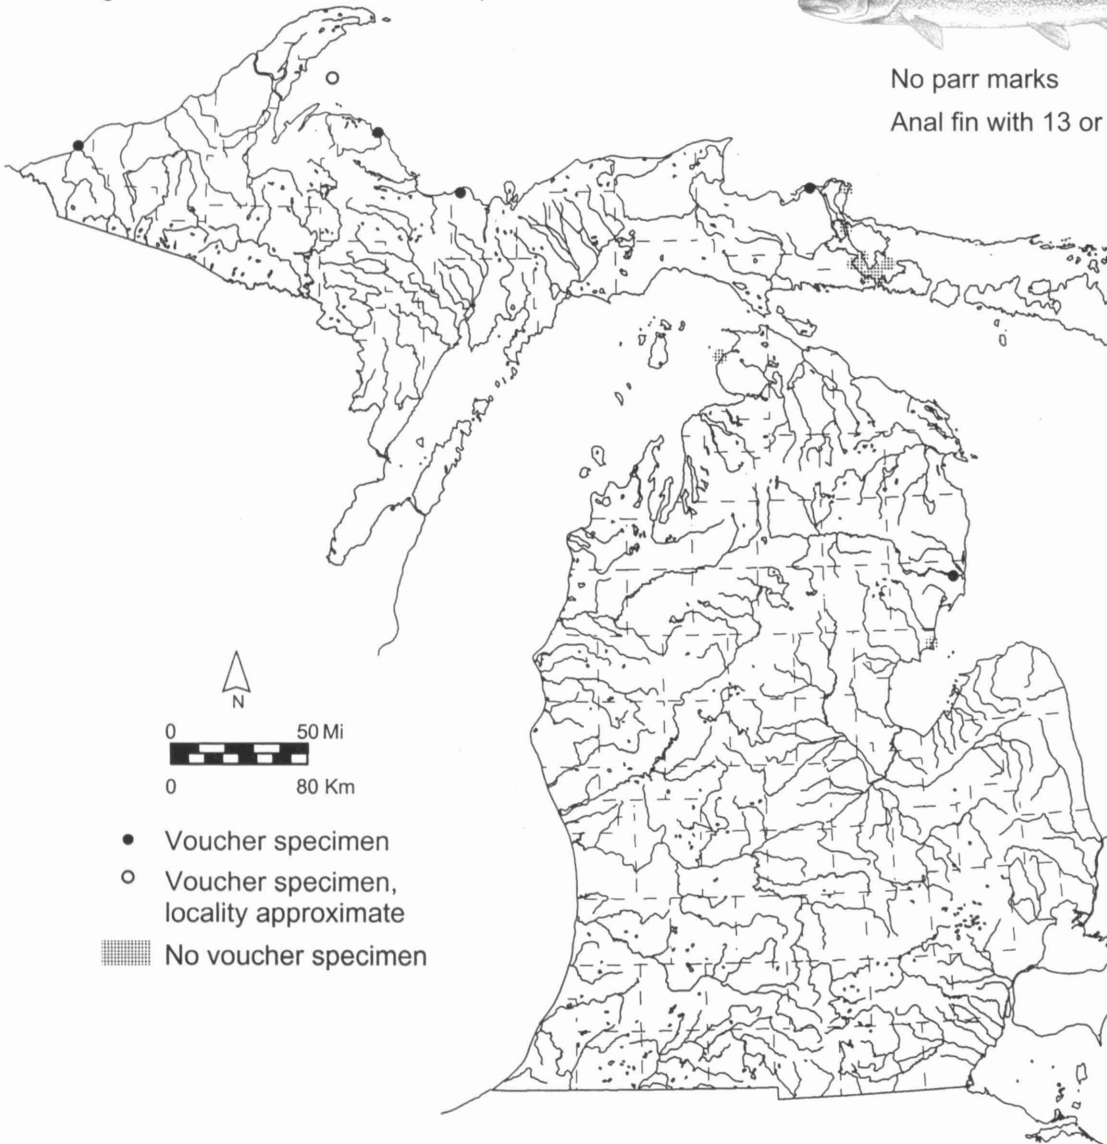 No parr marks
Anal fin with 13 or
N
0 50 Mi
0 80 Km
Voucher specimen
Voucher specimen,
locality approximate
No voucher specimen